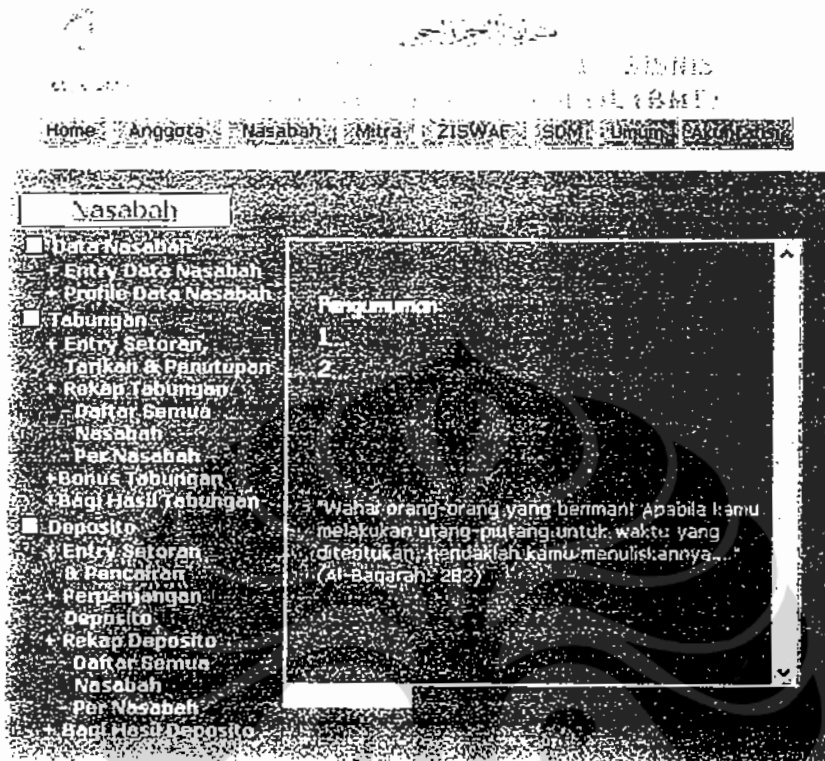 BISNIS
Home Anggota Nasabah Mitra ZISWAF SDM Umum Akuntansi
Nasabah
Data Nasabah
+ Entry Data Nasabah
+ Profile Data Nasabah
Tabungan
+ Entry Setoran,
Tarikan & Penutupan
+ Rekap Tabungan
- Daftar Semua
Nasabah
- Per Nasabah
+Bonus Tabungan
+Bagi Hasil Tabungan
Deposito
+ Entry Setoran
& Pencairan
+ Perpanjangan
Deposito
+ Rekap Deposito
- Daftar Semua
Nasabah
- Per Nasabah
+ Bagi Hasil Deposito
Pengumuman
1...
2...
"Wahai orang-orang yang beriman! Apabila kamu
melakukan utang-piutang untuk waktu yang
ditentukan, hendaklah kamu menuliskannya...."
(Al-Baqarah: 282)